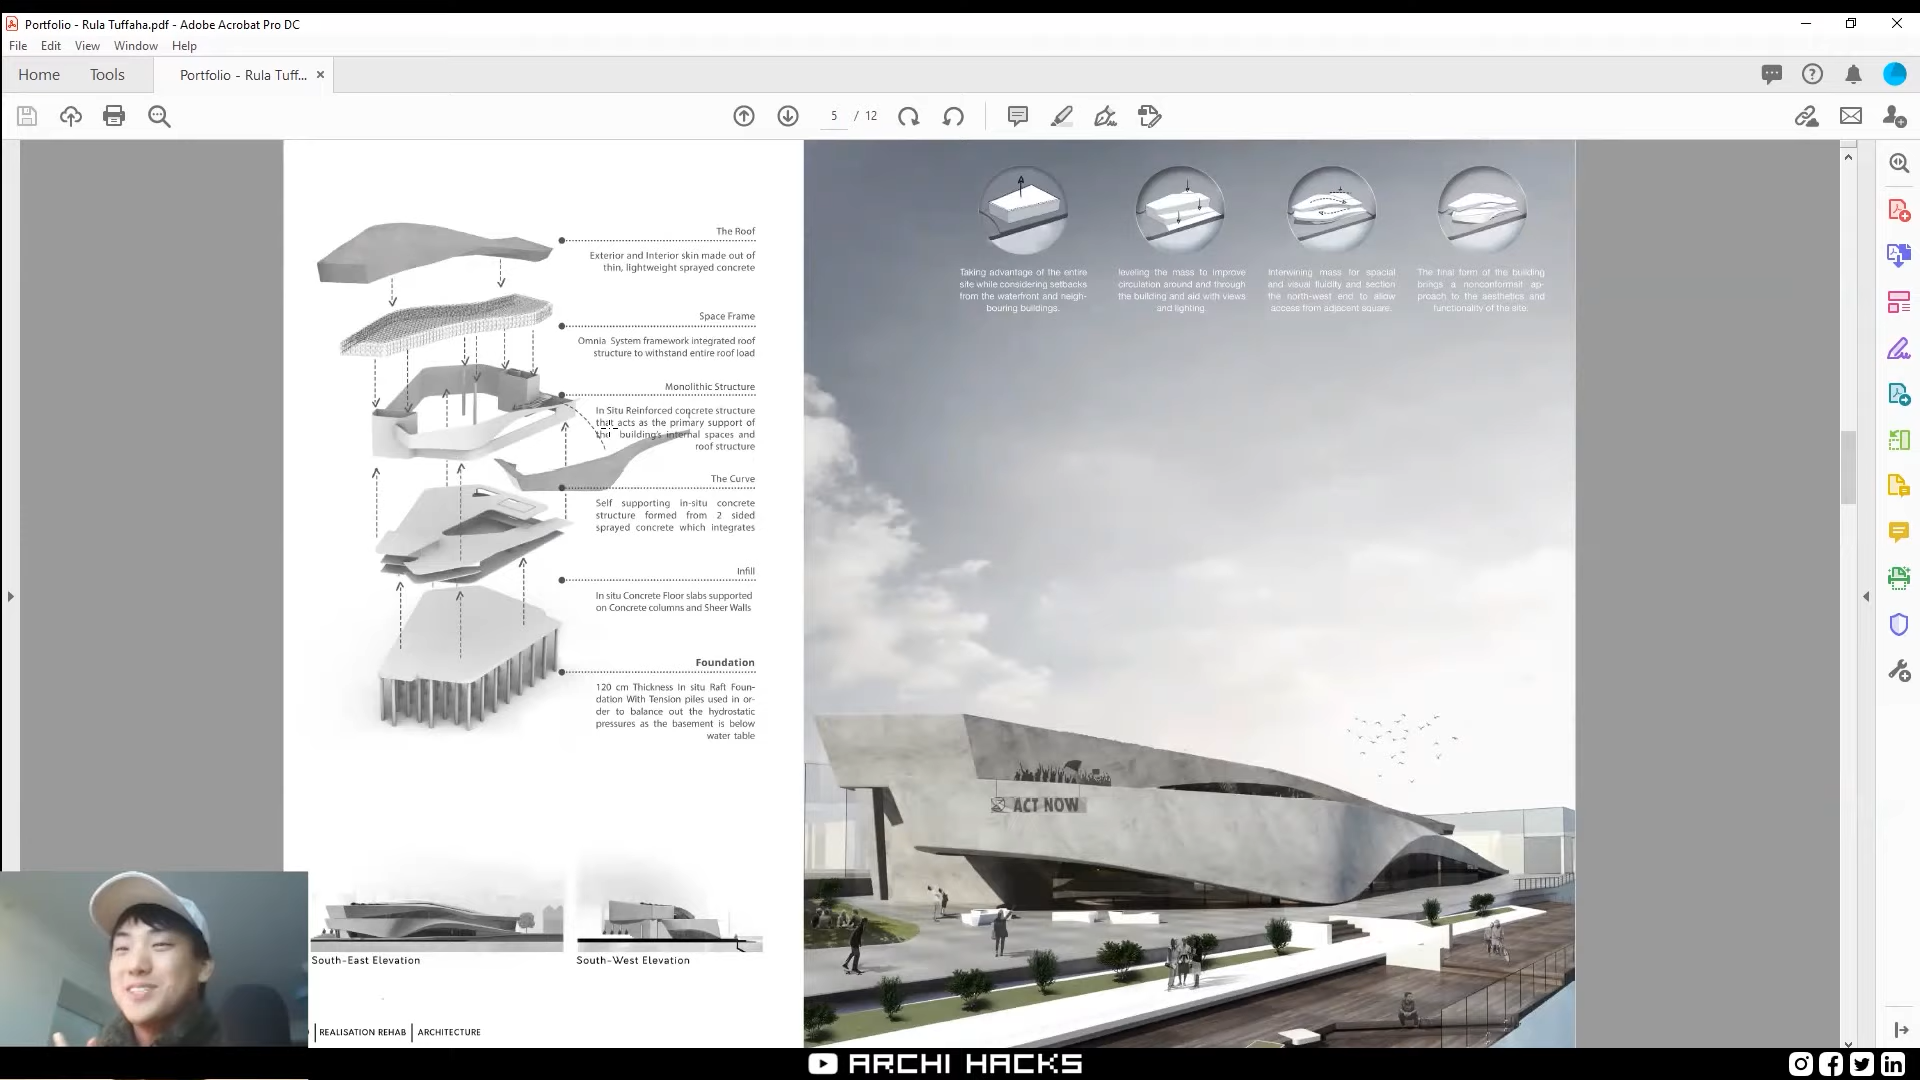 Portfolio - Rula Tuffaha.pdf - Adobe Acrobat Pro DC
File Edit View Window Help
Home Tools Portfolio - Rula Tuff... ×
5 / 12
The Roof
Exterior and Interior skin made out of
thin, lightweight sprayed concrete
Space Frame
Omnia System framework integrated roof
structure to withstand entire roof load
Monolithic Structure
In Situ Reinforced concrete structure
that acts as the primary support of
the building's internal spaces and
roof structure
The Curve
Self supporting in-situ concrete
structure formed from 2 sided
sprayed concrete which integrates
Infill
In situ Concrete Floor slabs supported
on Concrete columns and Sheer Walls
Foundation
120 cm Thickness In situ Raft Foun-
dation With Tension piles used in or-
der to balance out the hydrostatic
pressures as the basement is below
water table
South-East Elevation
South-West Elevation
REALISATION REHAB | ARCHITECTURE
Taking advantage of the entire
site while considering setbacks
from the waterfront and neigh-
bouring buildings.
leveling the mass to improve
circulation around and through
the building and aid with views
and lighting.
Interwining mass for spacial
and visual fluidity and section
the north-west end to allow
access from adjacent square.
The final form of the building
brings a nonconformsit ap-
proach to the aesthetics and
functionality of the site.
ACT NOW
ARCHI HACKS